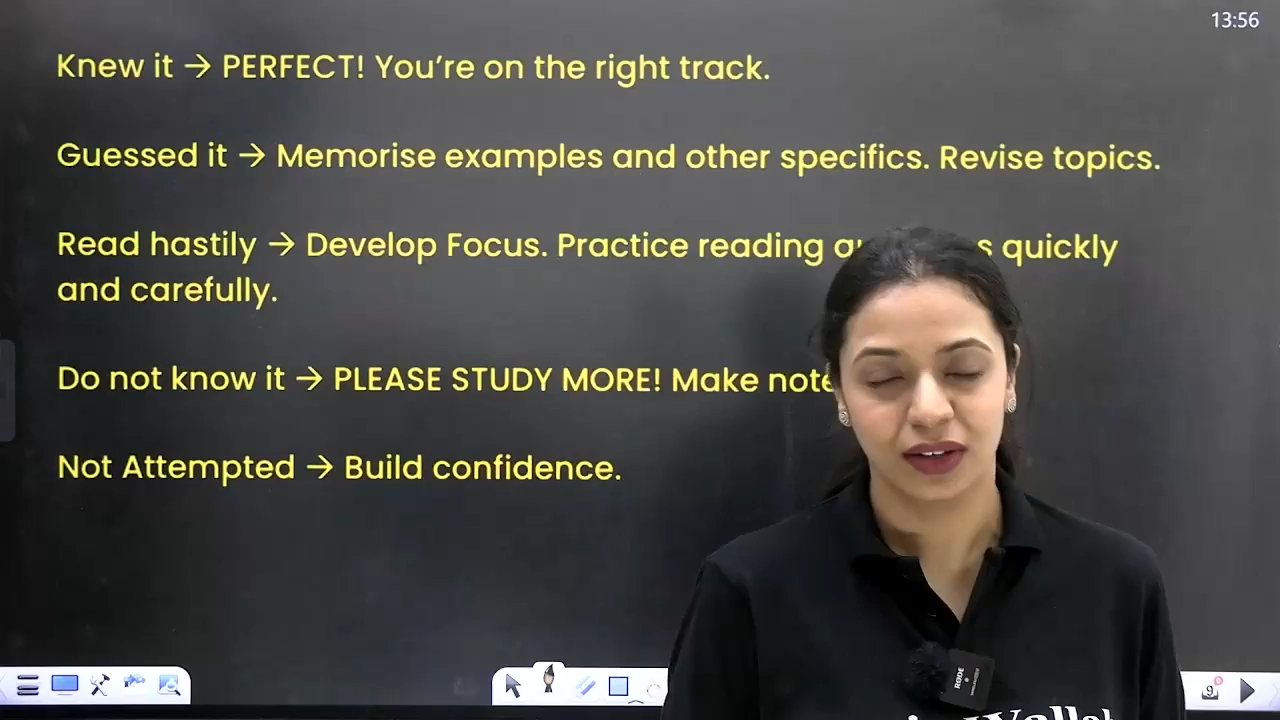 13:56
Knew it → PERFECT! You’re on the right track.
Guessed it → Memorise examples and other specifics. Revise topics.
Read hastily → Develop Focus. Practice reading quickly
and carefully.
Do not know it → PLEASE STUDY MORE! Make
Not Attempted → Build confidence.
RØDE
9